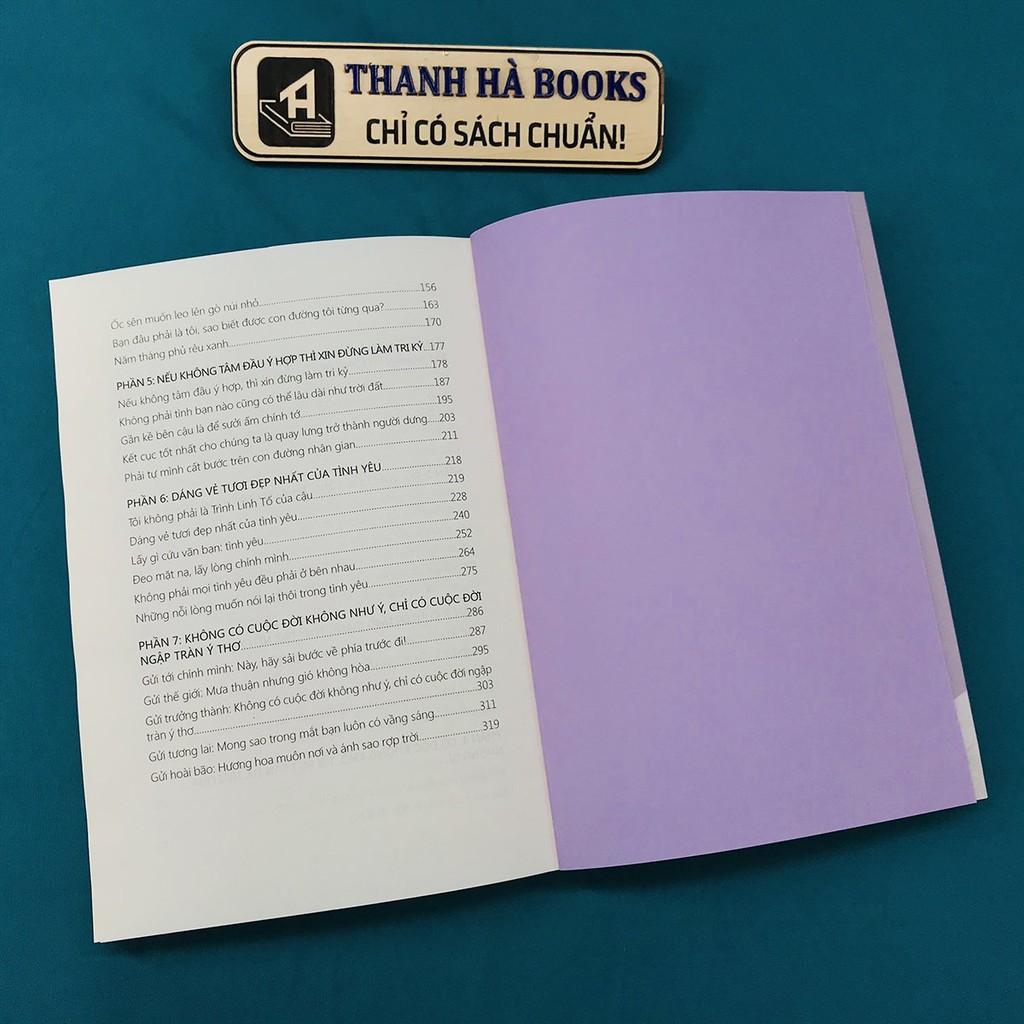 THANH HÀ BOOKS
CHỈ CÓ SÁCH CHUẨN!
Ốc sên muốn leo lên gò núi nhỏ..........156
Bạn đâu phải là tôi, sao biết được con đường tôi từng qua?..........163
Năm tháng phủ rêu xanh..........170
PHẦN 5: NẾU KHÔNG TÂM ĐẦU Ý HỢP THÌ XIN ĐỪNG LÀM TRI KỶ..177
Nếu không tâm đầu ý hợp, thì xin đừng làm tri kỷ..........178
Không phải tình bạn nào cũng có thể lâu dài như trời đất..........187
Gần kề bên cậu là để sưởi ấm chính tớ..........195
Kết cục tốt nhất cho chúng ta là quay lưng trở thành người dưng.....203
Phải tự mình cất bước trên con đường nhân gian..........211
PHẦN 6: DÁNG VẺ TƯƠI ĐẸP NHẤT CỦA TÌNH YÊU..........218
Tôi không phải là Trình Linh Tố của cậu..........219
Dáng vẻ tươi đẹp nhất của tình yêu..........228
Lấy gì cứu vãn bạn: tình yêu..........240
Đeo mặt nạ, lấy lòng chính mình..........252
Không phải mọi tình yêu đều phải ở bên nhau..........264
Những nỗi lòng muốn nói lại thôi trong tình yêu..........275
PHẦN 7: KHÔNG CÓ CUỘC ĐỜI KHÔNG NHƯ Ý, CHỈ CÓ CUỘC ĐỜI
NGẬP TRÀN Ý THƠ..........286
Gửi tới chính mình: Này, hãy sải bước về phía trước đi!..........287
Gửi thế giới: Mưa thuận nhưng gió không hòa..........295
Gửi trưởng thành: Không có cuộc đời không như ý, chỉ có cuộc đời ngập
tràn ý thơ..........303
Gửi tương lai: Mong sao trong mắt bạn luôn có vầng sáng..........311
Gửi hoài bão: Hương hoa muôn nơi và ánh sao rợp trời..........319